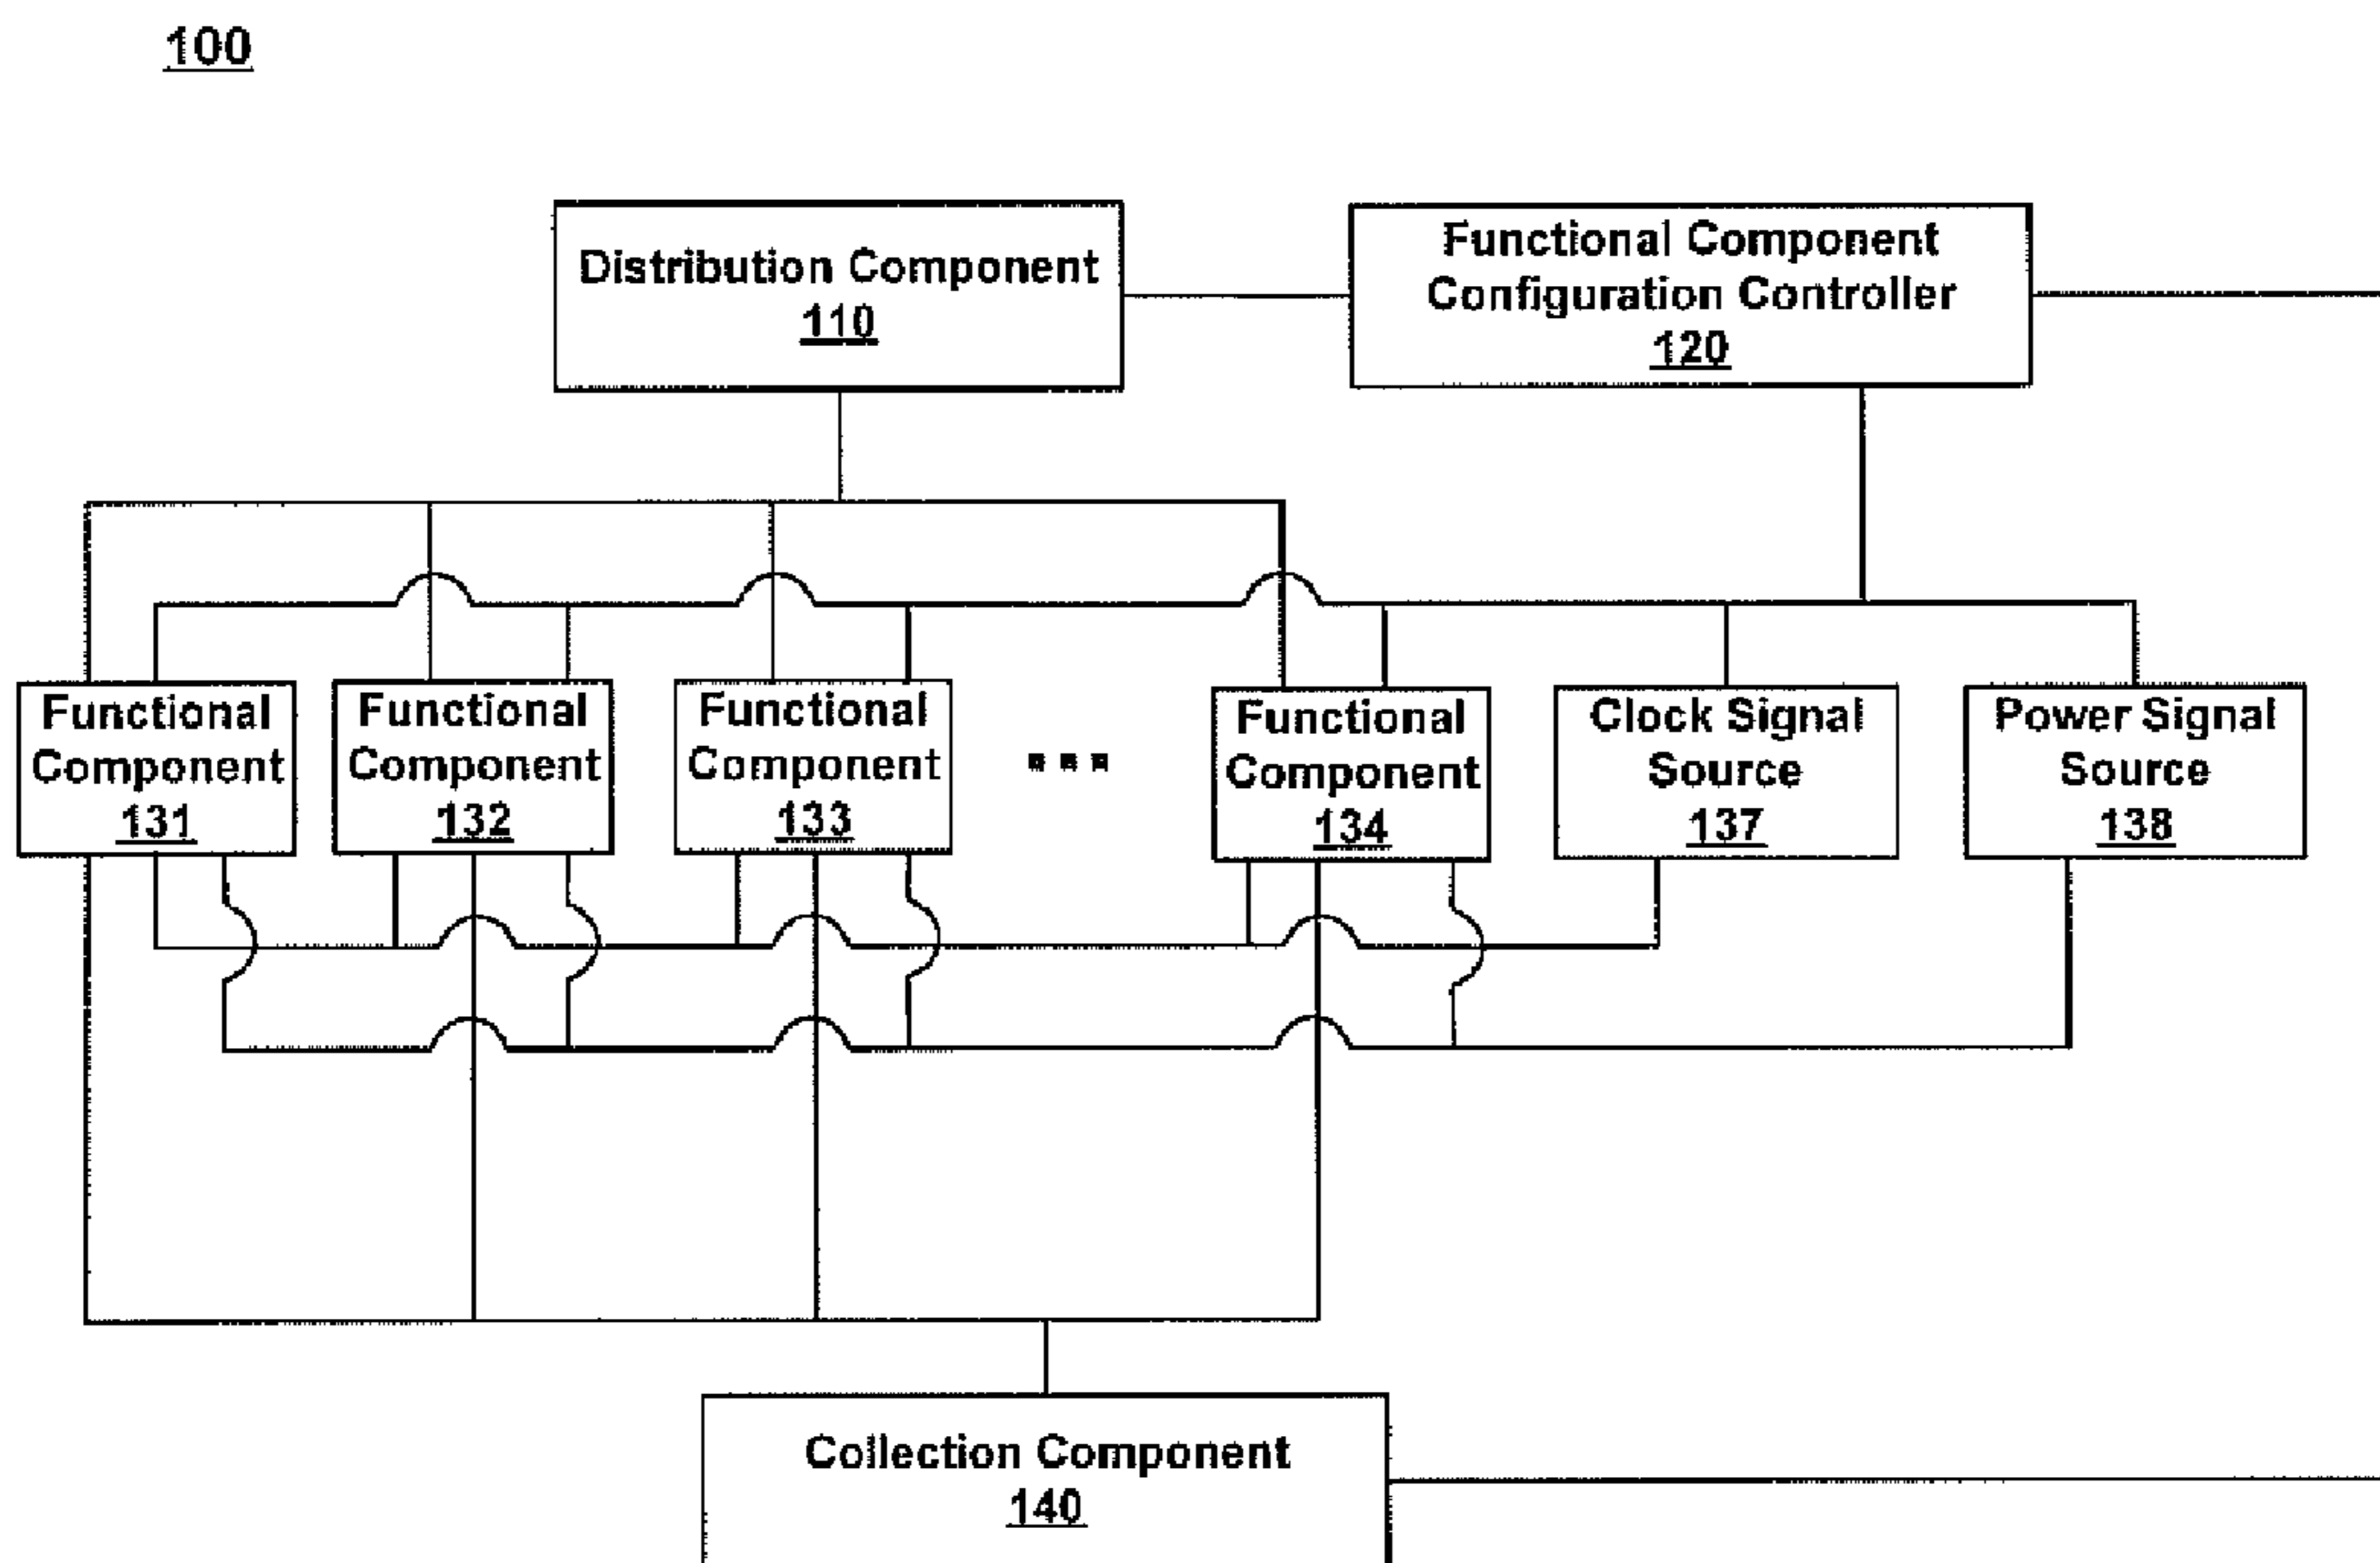 100
Distribution Component
110
Functional Component
Configuration Controller
120
Functional
Component
131
Functional
Component
132
Functional
Component
133
...
Functional
Component
134
Clock Signal
Source
137
Power Signal
Source
138
Collection Component
140